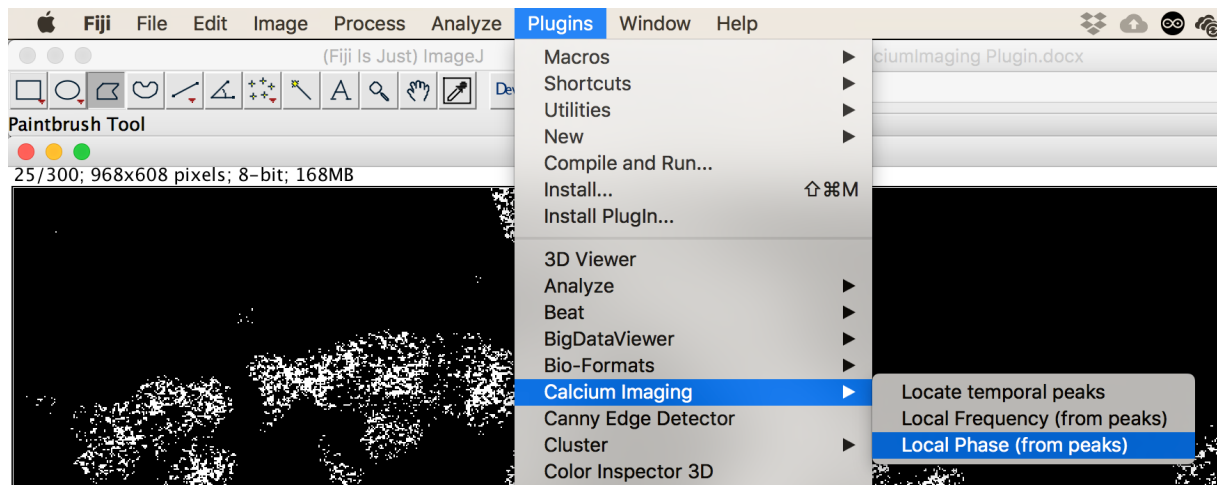 Fiji File Edit Image Process Analyze Plugins Window Help
(Fiji Is Just) ImageJ
ciumImaging Plugin.docx
A
Dev
Paintbrush Tool
25/300; 968x608 pixels; 8-bit; 168MB
Macros
Shortcuts
Utilities
New
Compile and Run...
Install... ⇧⌘M
Install PlugIn...
3D Viewer
Analyze
Beat
BigDataViewer
Bio-Formats
Calcium Imaging
Canny Edge Detector
Cluster
Color Inspector 3D
Locate temporal peaks
Local Frequency (from peaks)
Local Phase (from peaks)